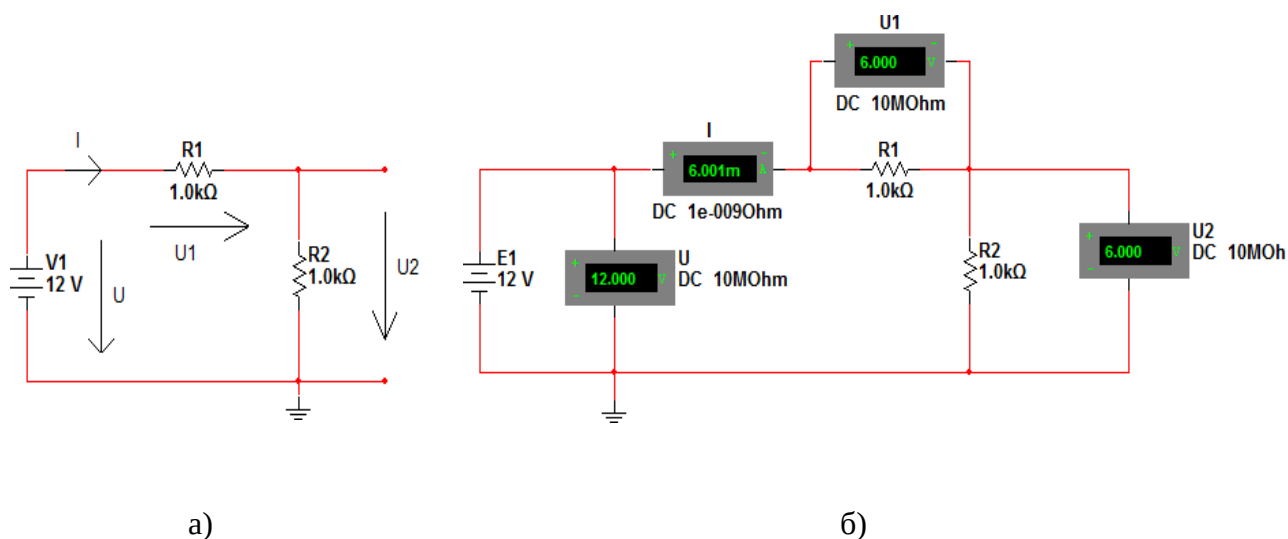 I
R1
1.0kΩ
U1
V1
12 V
U
R2
1.0kΩ
U2
а)
U1
+ -
6.000 V
DC 10MOhm
I
+ -
6.001m A
DC 1e-009Ohm
R1
1.0kΩ
E1
12 V
U
+
12.000 V
-
DC 10MOhm
R2
1.0kΩ
U2
+
6.000 V
-
DC 10MOh
б)